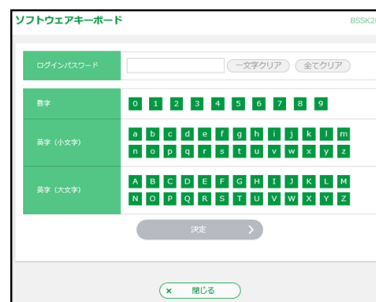 ソフトウェアキーボード BSSK20
ログインパスワード 一文字クリア 全てクリア
数字 0 1 2 3 4 5 6 7 8 9
英字（小文字） a b c d e f g h i j k l m
n o p q r s t u v w x y z
英字（大文字） A B C D E F G H I J K L M
N O P Q R S T U V W X Y Z
決定
× 閉じる